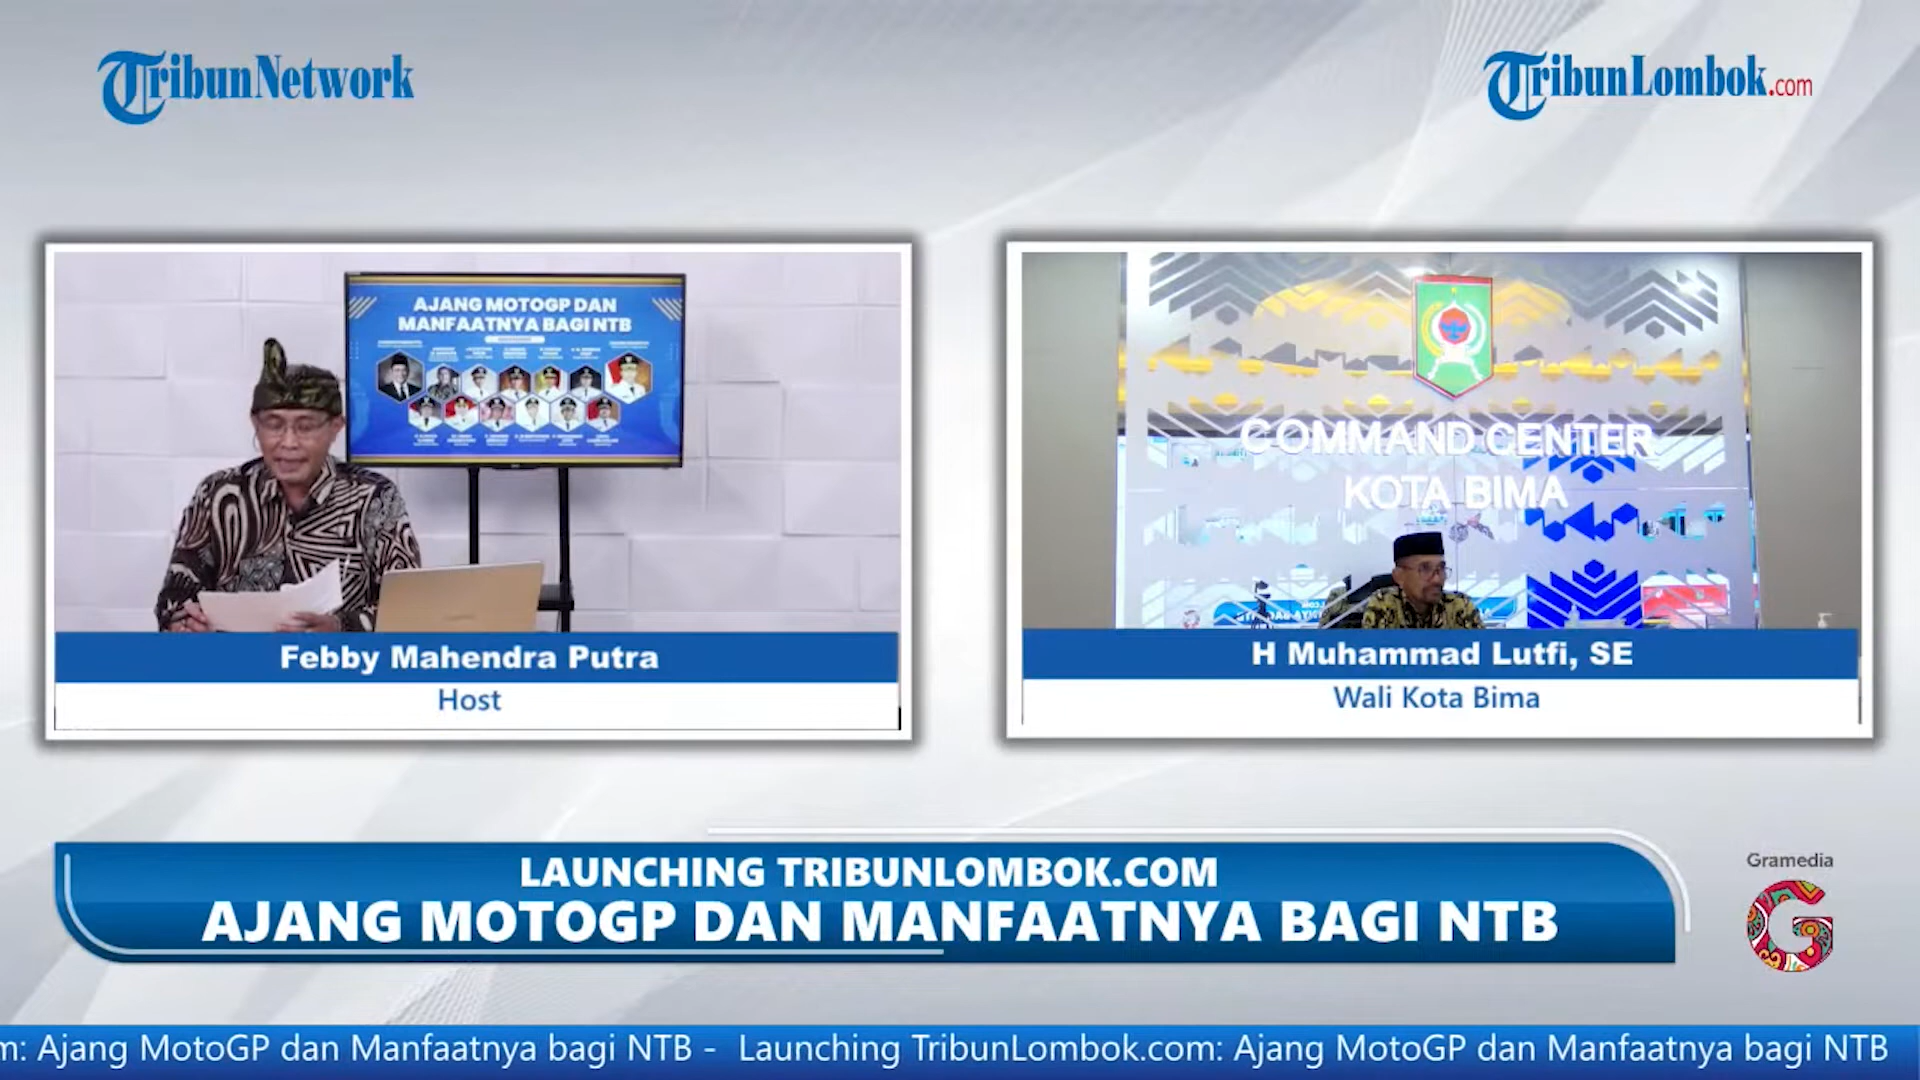 TribunNetwork
TribunLombok.com
AJANG MOTOGP DAN
MANFAATNYA BAGI NTB
COMMAND CENTER
KOTA BIMA
Febby Mahendra Putra
Host
H Muhammad Lutfi, SE
Wali Kota Bima
LAUNCHING TRIBUNLOMBOK.COM
AJANG MOTOGP DAN MANFAATNYA BAGI NTB
Gramedia
m: Ajang MotoGP dan Manfaatnya bagi NTB - Launching TribunLombok.com: Ajang MotoGP dan Manfaatnya bagi NTB